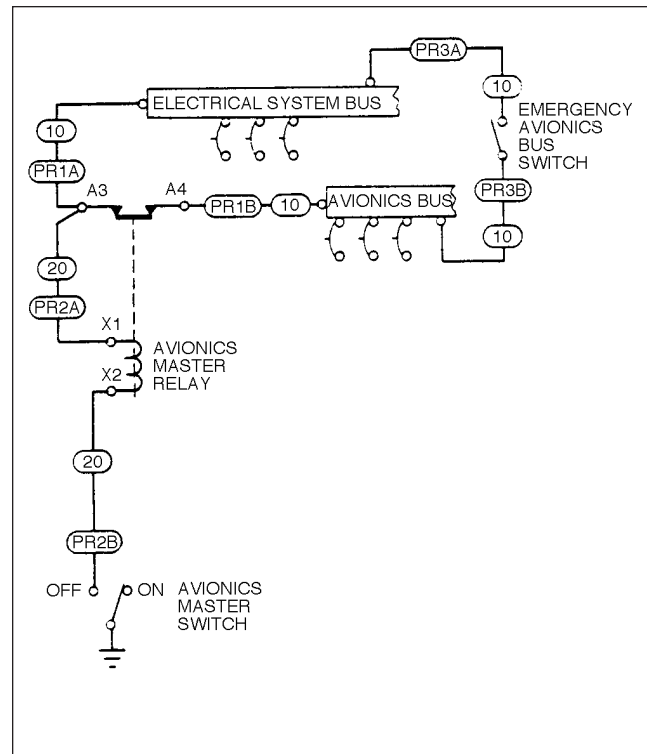 PR3A
ELECTRICAL SYSTEM BUS
10
10
EMERGENCY
AVIONICS
BUS
SWITCH
PR1A
A3
A4
PR1B
10
AVIONICS BUS
PR3B
10
20
PR2A
X1
AVIONICS
MASTER
RELAY
X2
20
PR2B
OFF
ON
AVIONICS
MASTER
SWITCH